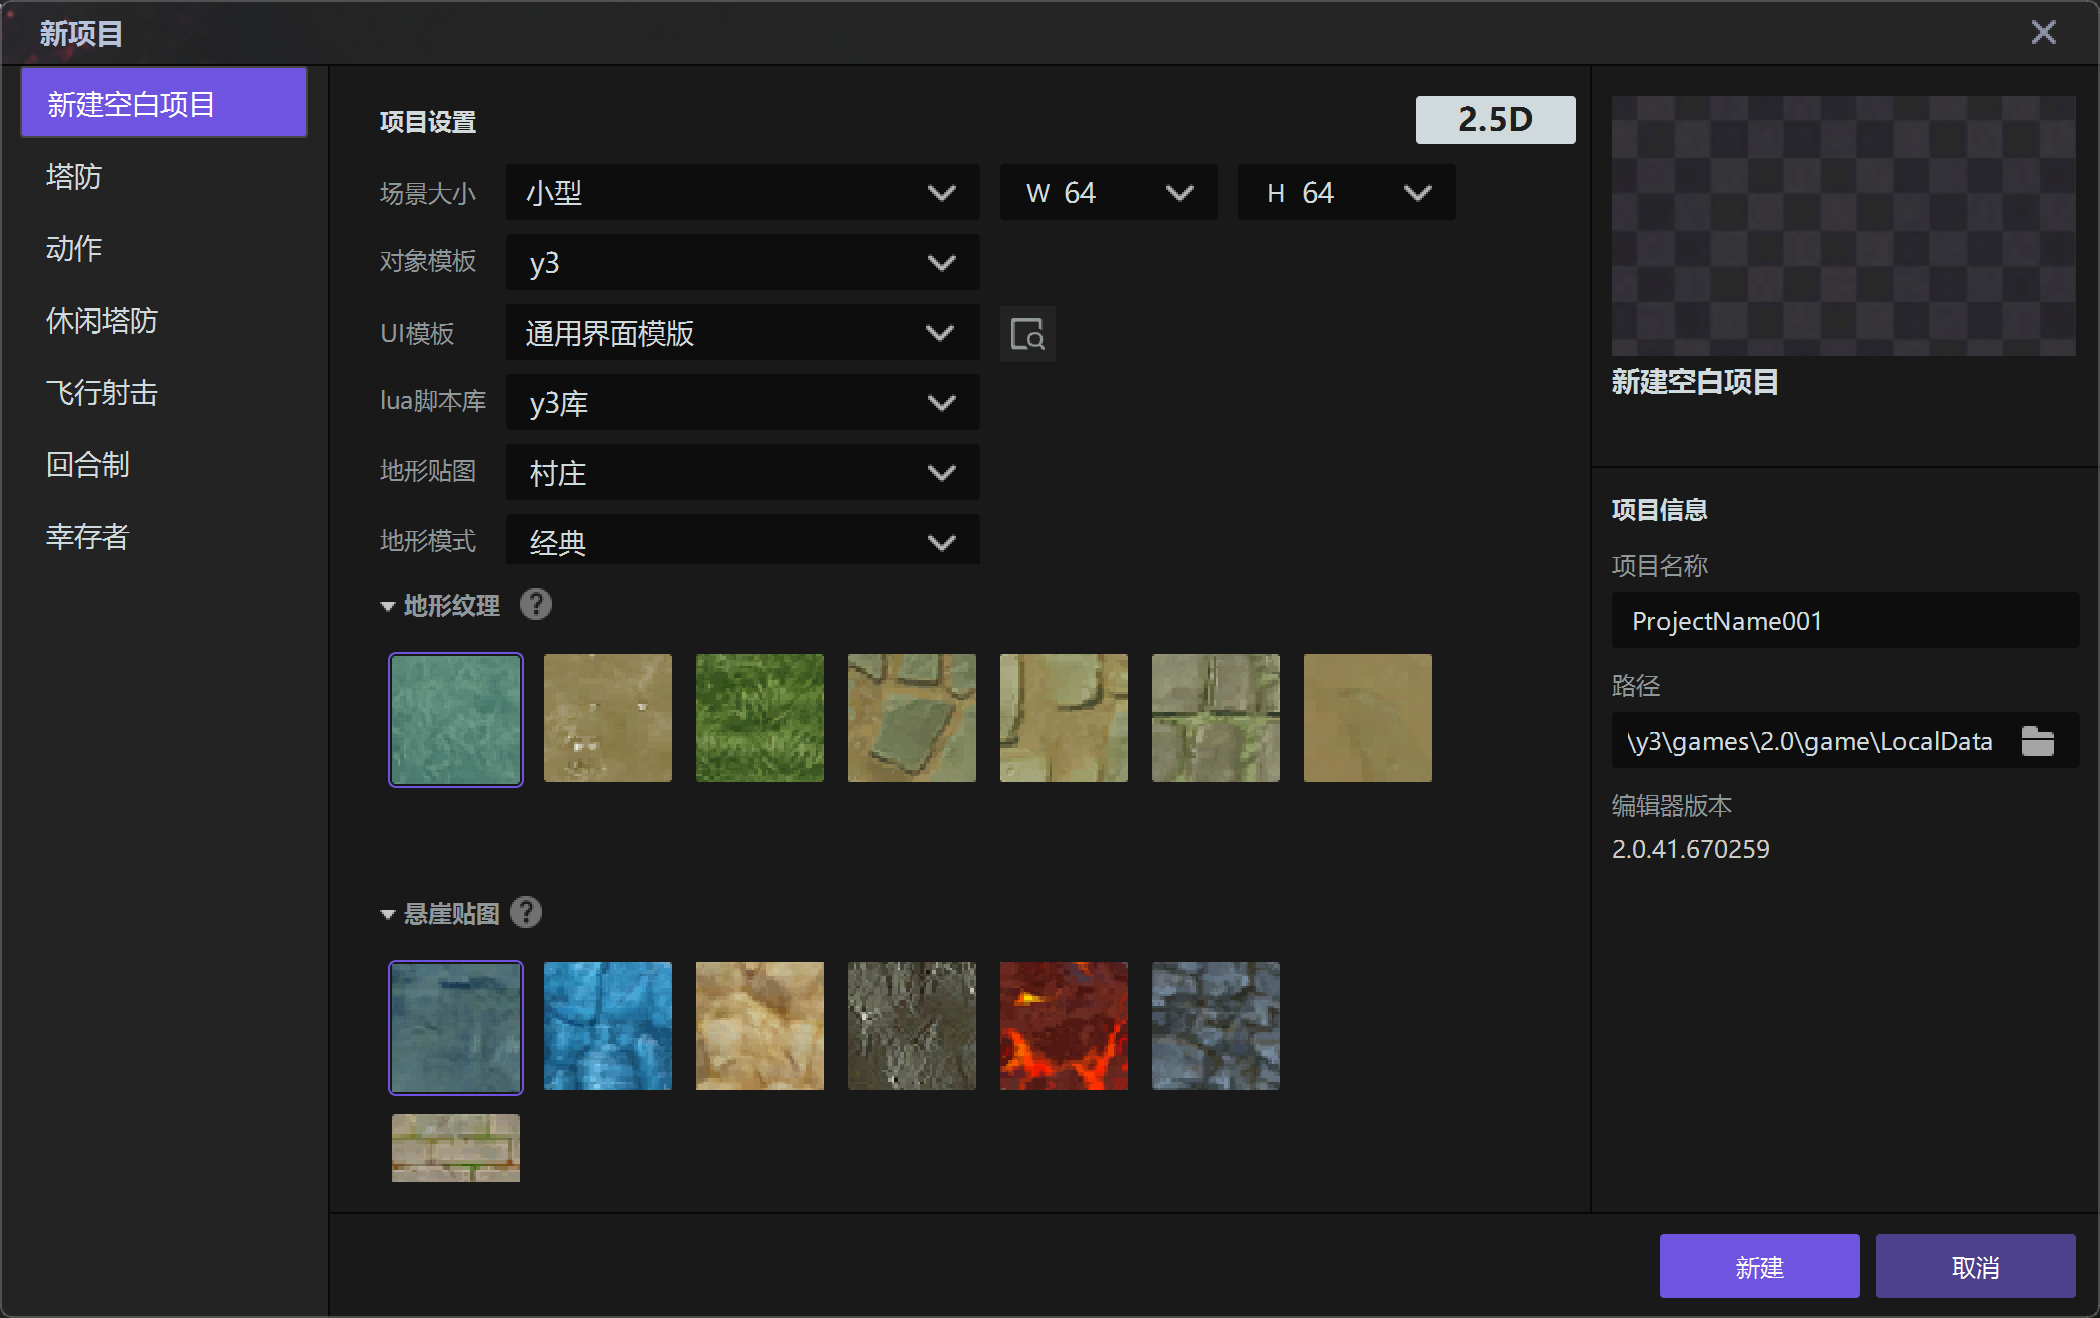 新项目
新建空白项目
塔防
动作
休闲塔防
飞行射击
回合制
幸存者
项目设置
2.5D
场景大小
小型
W 64
H 64
对象模板
y3
UI模板
通用界面模版
lua脚本库
y3库
地形贴图
村庄
地形模式
经典
地形纹理
?
悬崖贴图
?
新建空白项目
项目信息
项目名称
ProjectName001
路径
\y3\games\2.0\game\LocalData
编辑器版本
2.0.41.670259
新建
取消